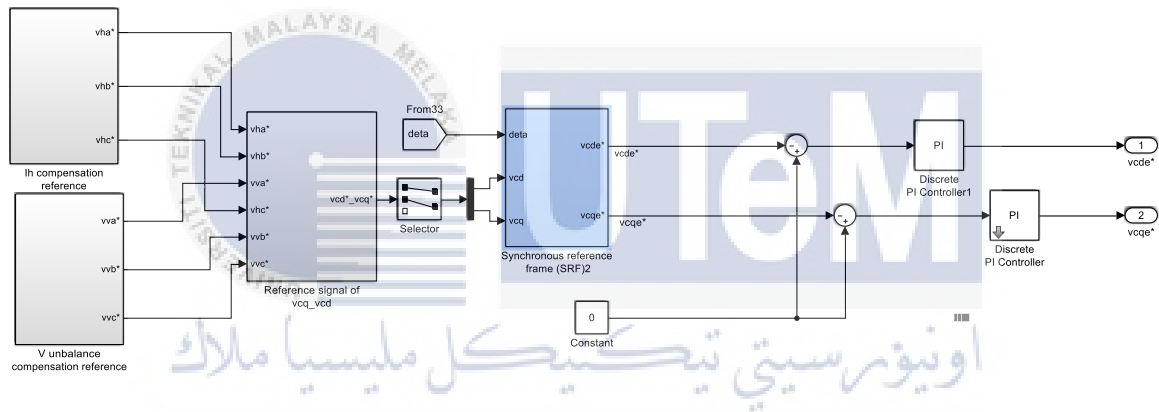 vha*
vhb*
vhc*
Ih compensation
reference
vva*
vvb*
vvc*
V unbalance
compensation reference
vha*
vhb*
vva*
vhc*
vvb*
vvc*
vcd*_vcq*
Reference signal of
vcq_vcd
From33
deta
Selector
deta
vcd
vcq
vcde*
vcqe*
Synchronous reference
frame (SRF)2
vcde*
vcqe*
0
Constant
PI
Discrete
PI Controller1
PI
Discrete
PI Controller
1
vcde*
2
vcqe*
TEKNIKAL MALAYSIA
UTeM
اونيۏرسيتي تيكنيكل مليسيا ملاك